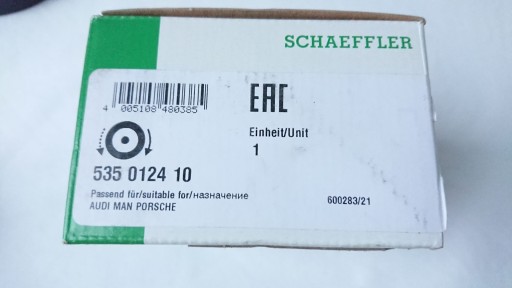 SCHAEFFLER
EAC
4 005108 480385
Einheit/Unit
1
535 0124 10
Passend für/suitable for/назначение
AUDI MAN PORSCHE
600283/21